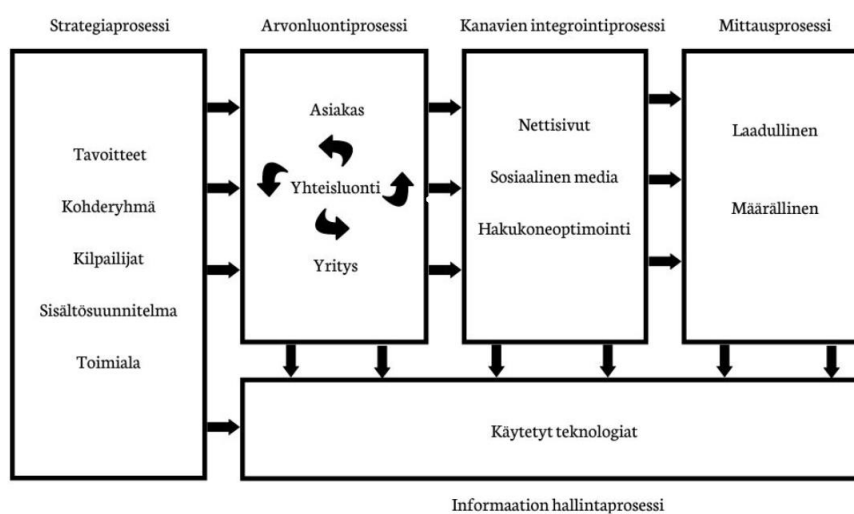 Strategiaprosessi
Arvonluontiprosessi
Kanavien integrointiprosessi
Mittausprosessi
Tavoitteet
Kohderyhmä
Kilpailijat
Sisältösuunnitelma
Toimiala
Asiakas
Yhteisluonti
Yritys
Nettisivut
Sosiaalinen media
Hakukoneoptimointi
Laadullinen
Määrällinen
Käytetyt teknologiat
Informaation hallintaprosessi